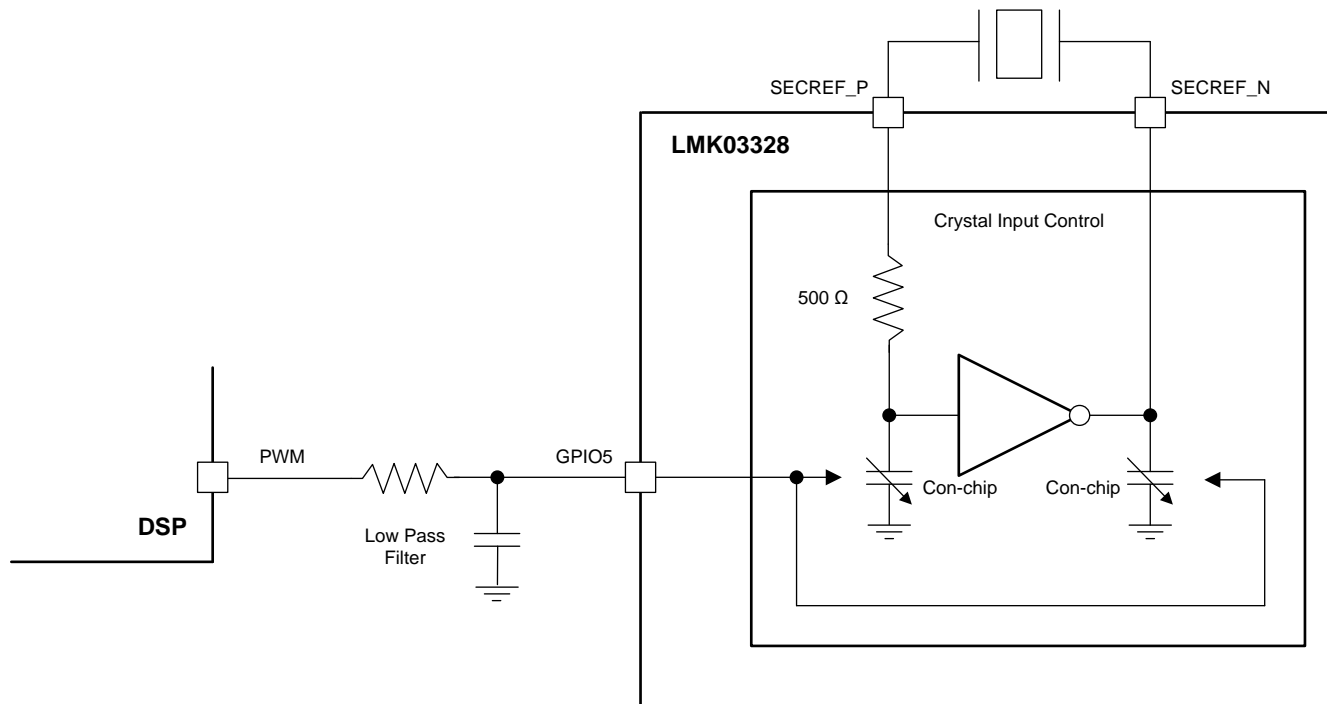 SECREF_P
SECREF_N
LMK03328
Crystal Input Control
500 Ω
PWM
GPIO5
Con-chip
Con-chip
DSP
Low Pass
Filter